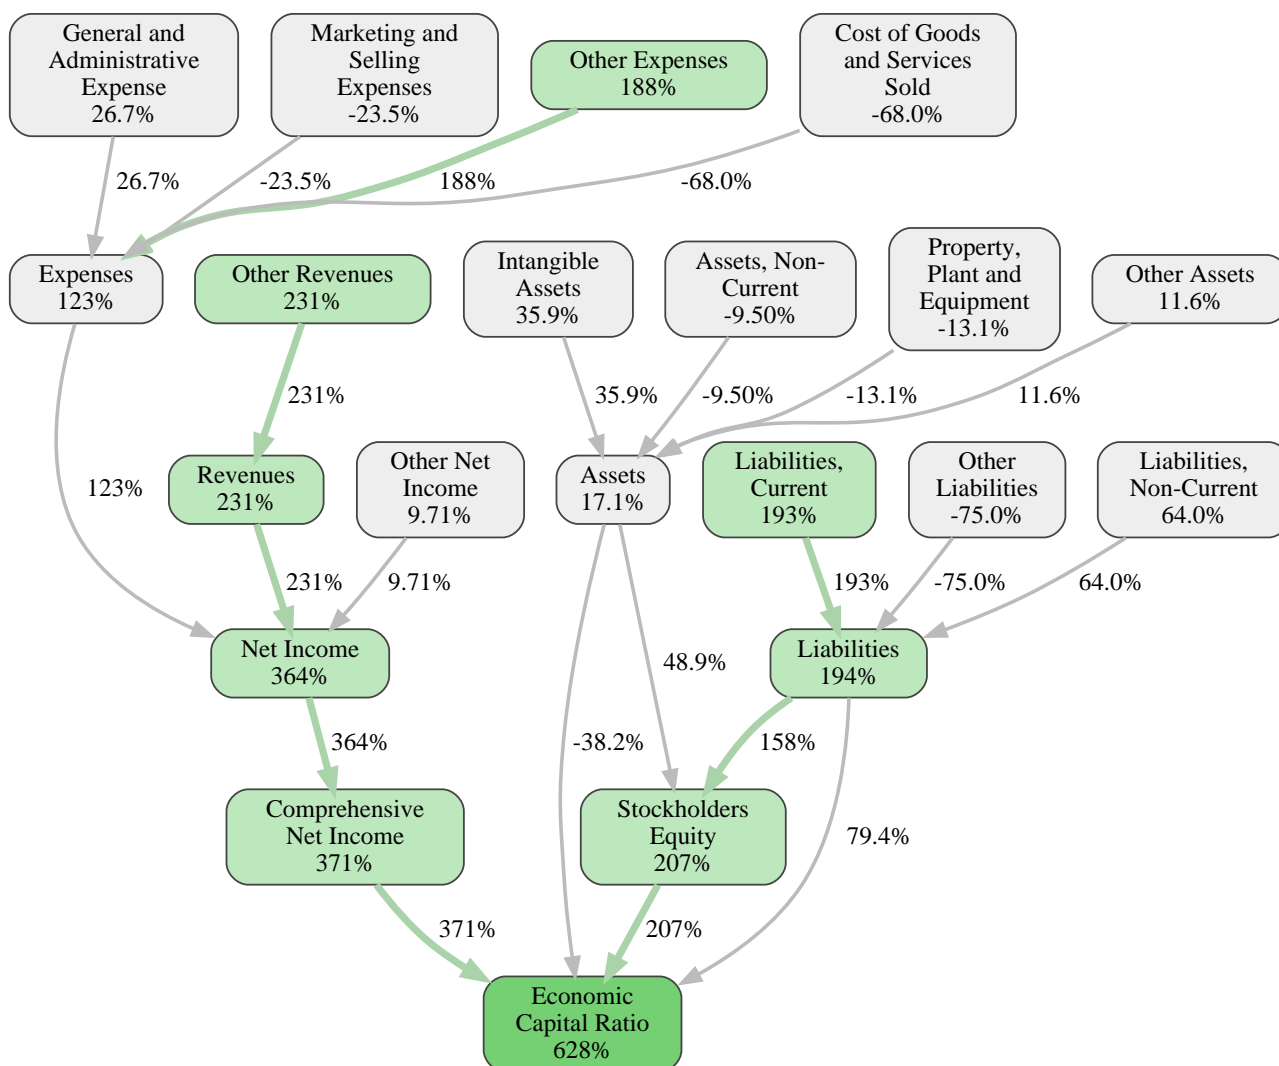 General and
Administrative
Expense
26.7%
Marketing and
Selling
Expenses
-23.5%
Other Expenses
188%
Cost of Goods
and Services
Sold
-68.0%
26.7%
-23.5%
188%
-68.0%
Expenses
123%
Other Revenues
231%
Intangible
Assets
35.9%
Assets, Non-
Current
-9.50%
Property,
Plant and
Equipment
-13.1%
Other Assets
11.6%
231%
35.9%
-9.50%
-13.1%
11.6%
123%
Revenues
231%
Other Net
Income
9.71%
Assets
17.1%
Liabilities,
Current
193%
Other
Liabilities
-75.0%
Liabilities,
Non-Current
64.0%
231%
9.71%
193%
-75.0%
64.0%
Net Income
364%
48.9%
Liabilities
194%
364%
-38.2%
158%
Comprehensive
Net Income
371%
Stockholders
Equity
207%
79.4%
371%
207%
Economic
Capital Ratio
628%